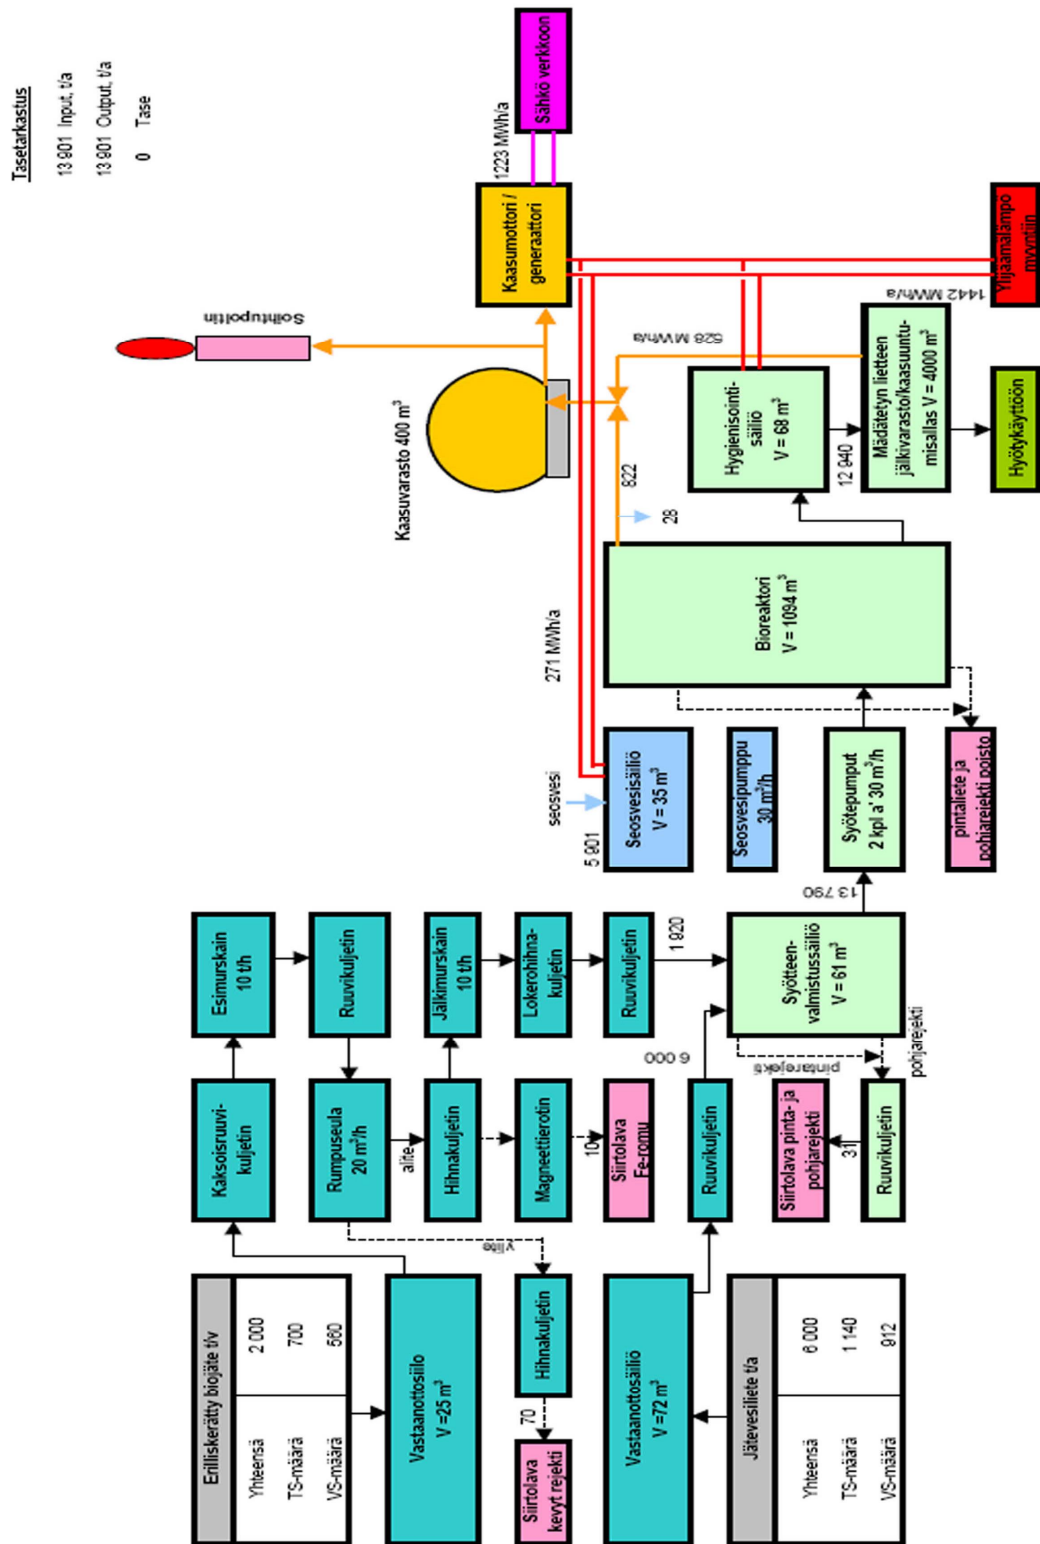 Tasetarkastus
13 901 Input, t/a
13 901 Output, t/a
0 Tase
Erilliskerätty biojäte t/v
Yhteensä 2 000
TS-määrä 700
VS-määrä 560
Vastaanottosiilo
V =25 m³
Kaksoisruuvi-
kuljetin
Esimurskain
10 t/h
Ruuvikuljetin
Rumpuseula
20 m³/h
alite
ylite
Hihnakuljetin
70
Siirtolava
kevyt rejekti
Hihnakuljetin
Jälkimurskain
10 t/h
Magneettierotin
10
Siirtolava
Fe-romu
Lokerohihna-
kuljetin
Ruuvikuljetin
1 920
Jätevesiliete t/a
Yhteensä 6 000
TS-määrä 1 140
VS-määrä 912
Vastaanottosäiliö
V =72 m³
Ruuvikuljetin
6 000
Syötteen-
valmistussäiliö
V = 61 m³
pintarejekti
pohjarejekti
Ruuvikuljetin
31
Siirtolava pinta- ja
pohjarejekti
13 790
Syötepumput
2 kpl a' 30 m³/h
seosvesi
5 901
Seosvesisäiliö
V = 35 m³
Seosvesipumppu
30 m³/h
pintaliete ja
pohjarejekti poisto
Bioreaktori
V = 1094 m³
271 MWh/a
28
822
Kaasuvarasto 400 m³
Soihtupoltin
Kaasumottori /
generaattori
1223 MWh/a
Sähkö verkkoon
Hygienisointi-
säiliö
V = 68 m³
12 940
528 MWh/a
Mädätetyn lietteen
jälkivarasto/kaasuuntu-
misallas V = 4000 m³
Hyötykäyttöön
1442 MWh/a
Ylijäämälämpö
myyntiin